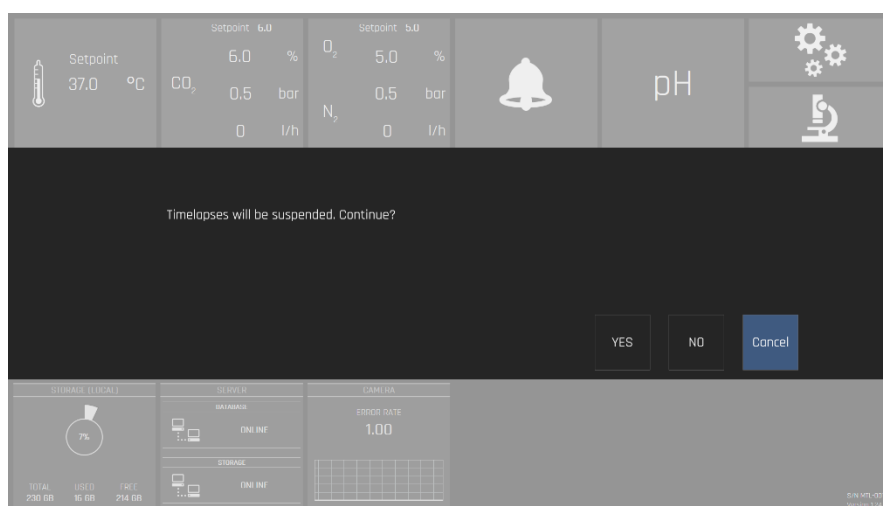 Setpoint
37.0 °C
Setpoint 6.0
6.0 %
CO₂ 0.5 bar
0 l/h
Setpoint 5.0
O₂ 5.0 %
0.5 bar
N₂
0 l/h
pH
Timelapses will be suspended. Continue?
YES NO Cancel
STORAGE (LOCAL)
7%
TOTAL USED FREE
230 GB 16 GB 214 GB
SERVER
DATABASE
ONLINE
STORAGE
ONLINE
CAMERA
ERROR RATE
1.00